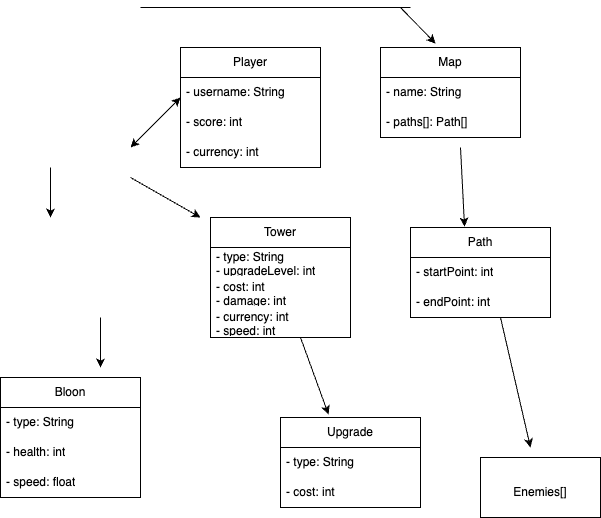 Player
- username: String
- score: int
- currency: int
Map
- name: String
- paths[]: Path[]
Tower
- type: String
- upgradeLevel: int
- cost: int
- damage: int
- currency: int
- speed: int
Path
- startPoint: int
- endPoint: int
Bloon
- type: String
- health: int
- speed: float
Upgrade
- type: String
- cost: int
Enemies[]